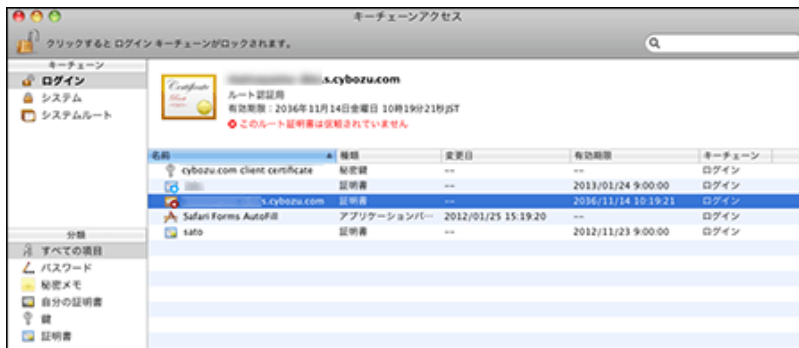 キーチェーンアクセス
クリックすると ログイン キーチェーンがロックされます。
キーチェーン
ログイン
システム
システムルート
Certificate
.s.cybozu.com
ルート認証局
有効期限：2036年11月14日金曜日 10時19分21秒JST
このルート証明書は信頼されていません
名前 種類 変更日 有効期限 キーチェーン
cybozu.com client certificate 秘密鍵 -- -- ログイン
証明書 -- 2013/01/24 9:00:00 ログイン
s.cybozu.com 証明書 -- 2036/11/14 10:19:21 ログイン
Safari Forms AutoFill アプリケーションパ… 2012/01/25 15:19:20 -- ログイン
sato 証明書 -- 2012/11/23 9:00:00 ログイン
分類
すべての項目
パスワード
秘密メモ
自分の証明書
鍵
証明書